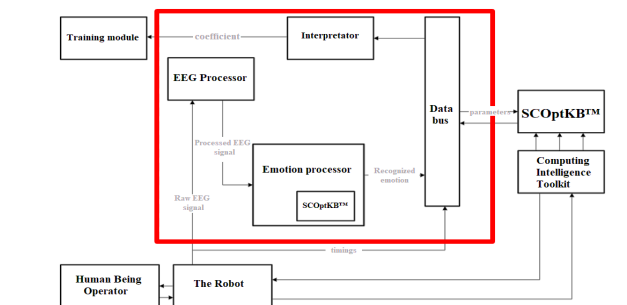 Training module
coefficient
Interpretator
EEG Processor
Data
bus
parameters
SCOptKB™
Processed EEG
signal
Emotion processor
Recognized
emotion
SCOptKB™
Computing
Intelligence
Toolkit
Raw EEG
signal
timings
Human Being
Operator
The Robot